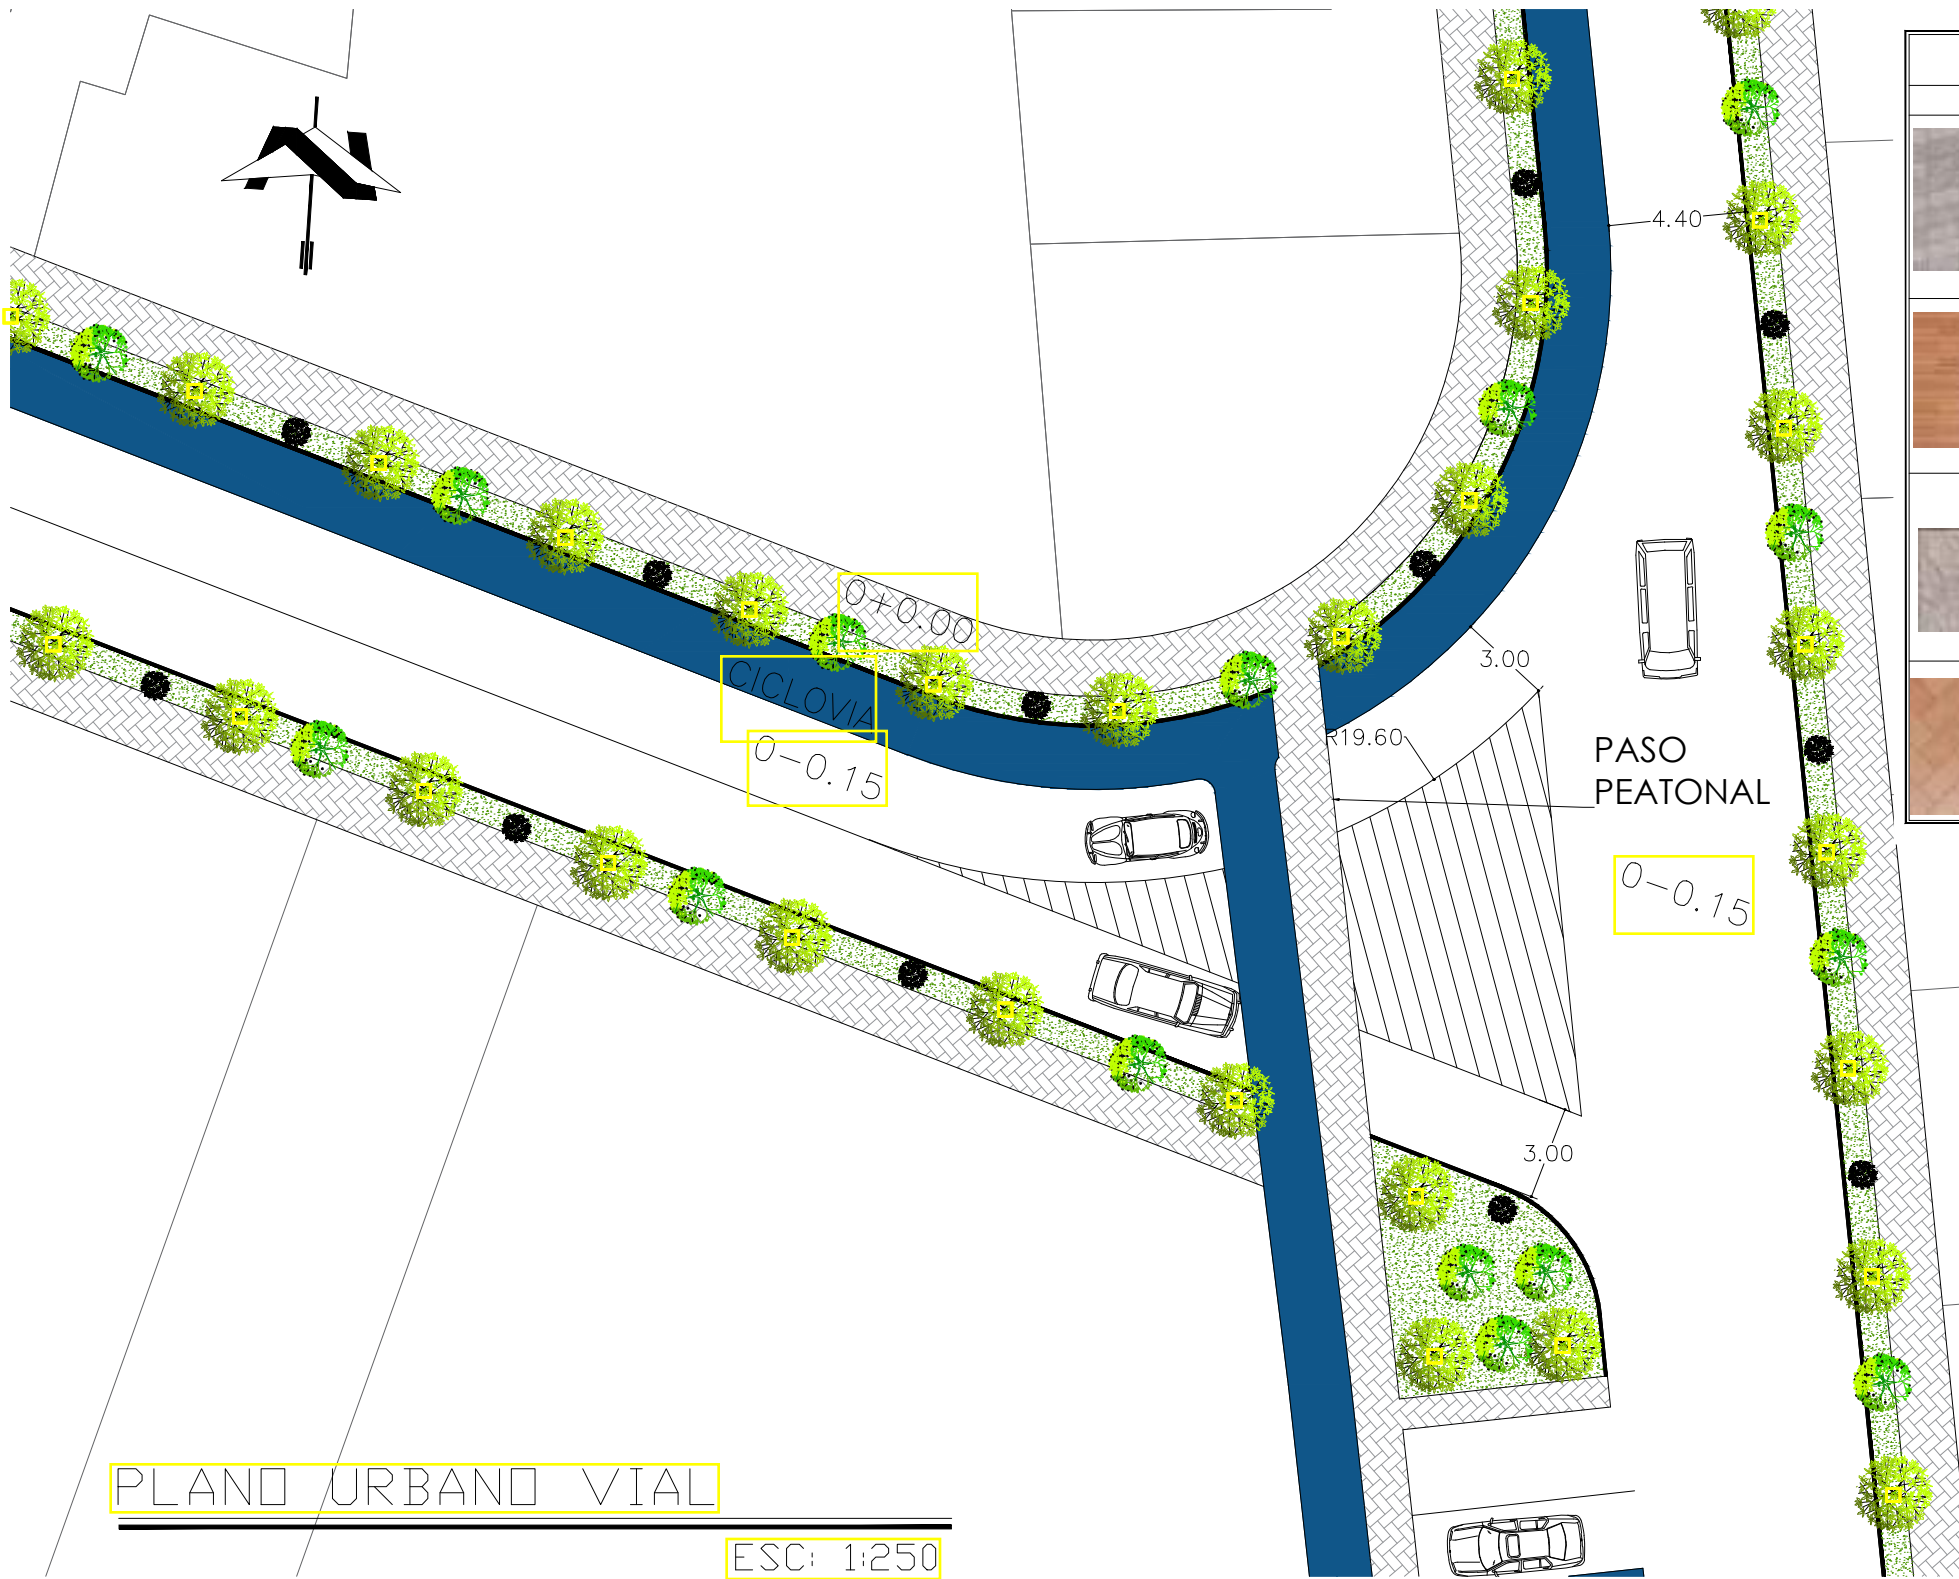 4.40
0+0.00
CICLOVIA
0-0.15
3.00
R19.60
PASO
PEATONAL
0-0.15
3.00
PLANO URBANO VIAL
ESC: 1:250